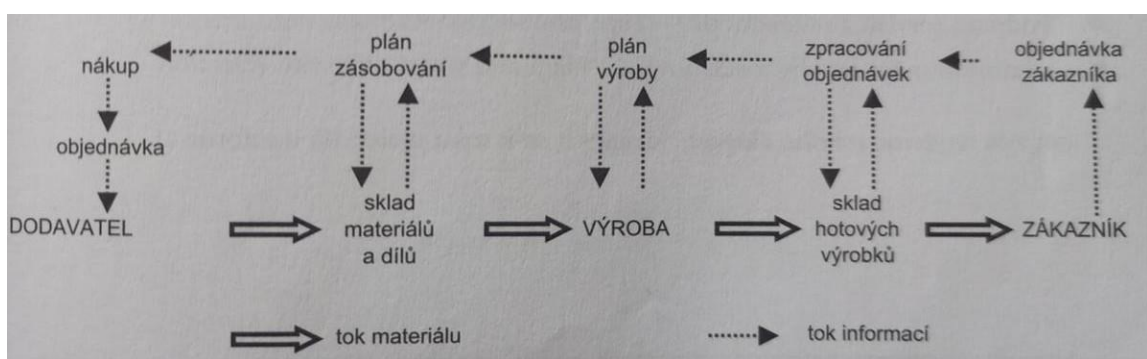 nákup
plán
zásobování
plán
výroby
zpracování
objednávek
objednávka
zákazníka
objednávka
DODAVATEL
sklad
materiálů
a dílů
VÝROBA
sklad
hotových
výrobků
ZÁKAZNÍK
tok materiálu
tok informací